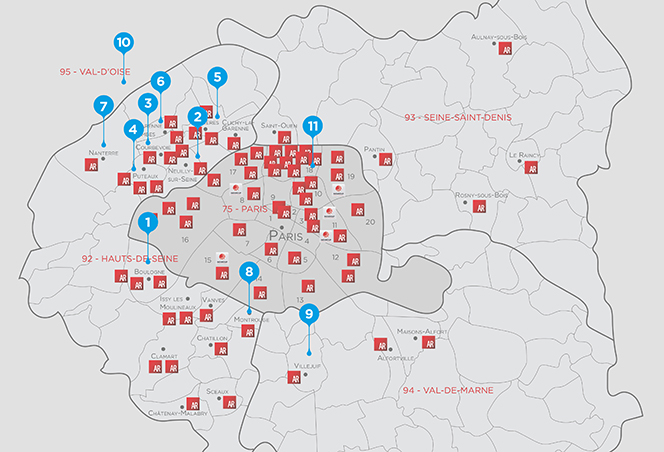 10
95 - VAL-D'OISE
AULNAY-SOUS-BOIS
6
5
7
3
2
4
11
93 - SEINE-SAINT-DENIS
CLICHY-LA-
GARENNE
SAINT-OUEN
COURBEVOIE
NANTERRE
PUTEAUX
NEUILLY-
SUR-SEINE
PANTIN
LE RAINCY
ROSNY-SOUS-BOIS
17
18
19
8
10
75 - PARIS
1
2
3
11
20
16
PARIS
4
7
6
5
12
15
14
13
1
92 - HAUTS-DE-SEINE
BOULOGNE
8
9
ISSY LES
MOULINEAUX
VANVES
MONTROUGE
CHATILLON
CLAMART
MAISONS-ALFORT
ALFORTVILLE
VILLEJUIF
94 - VAL-DE-MARNE
SCEAUX
CHÂTENAY-MALABRY
AR